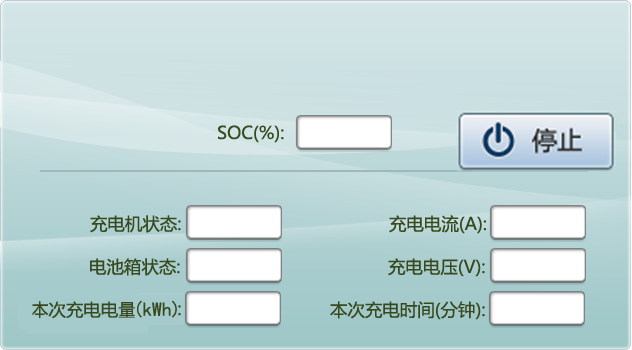 SOC(%):
停止
充电机状态:
充电电流(A):
电池箱状态:
充电电压(V):
本次充电电量(kWh):
本次充电时间(分钟):